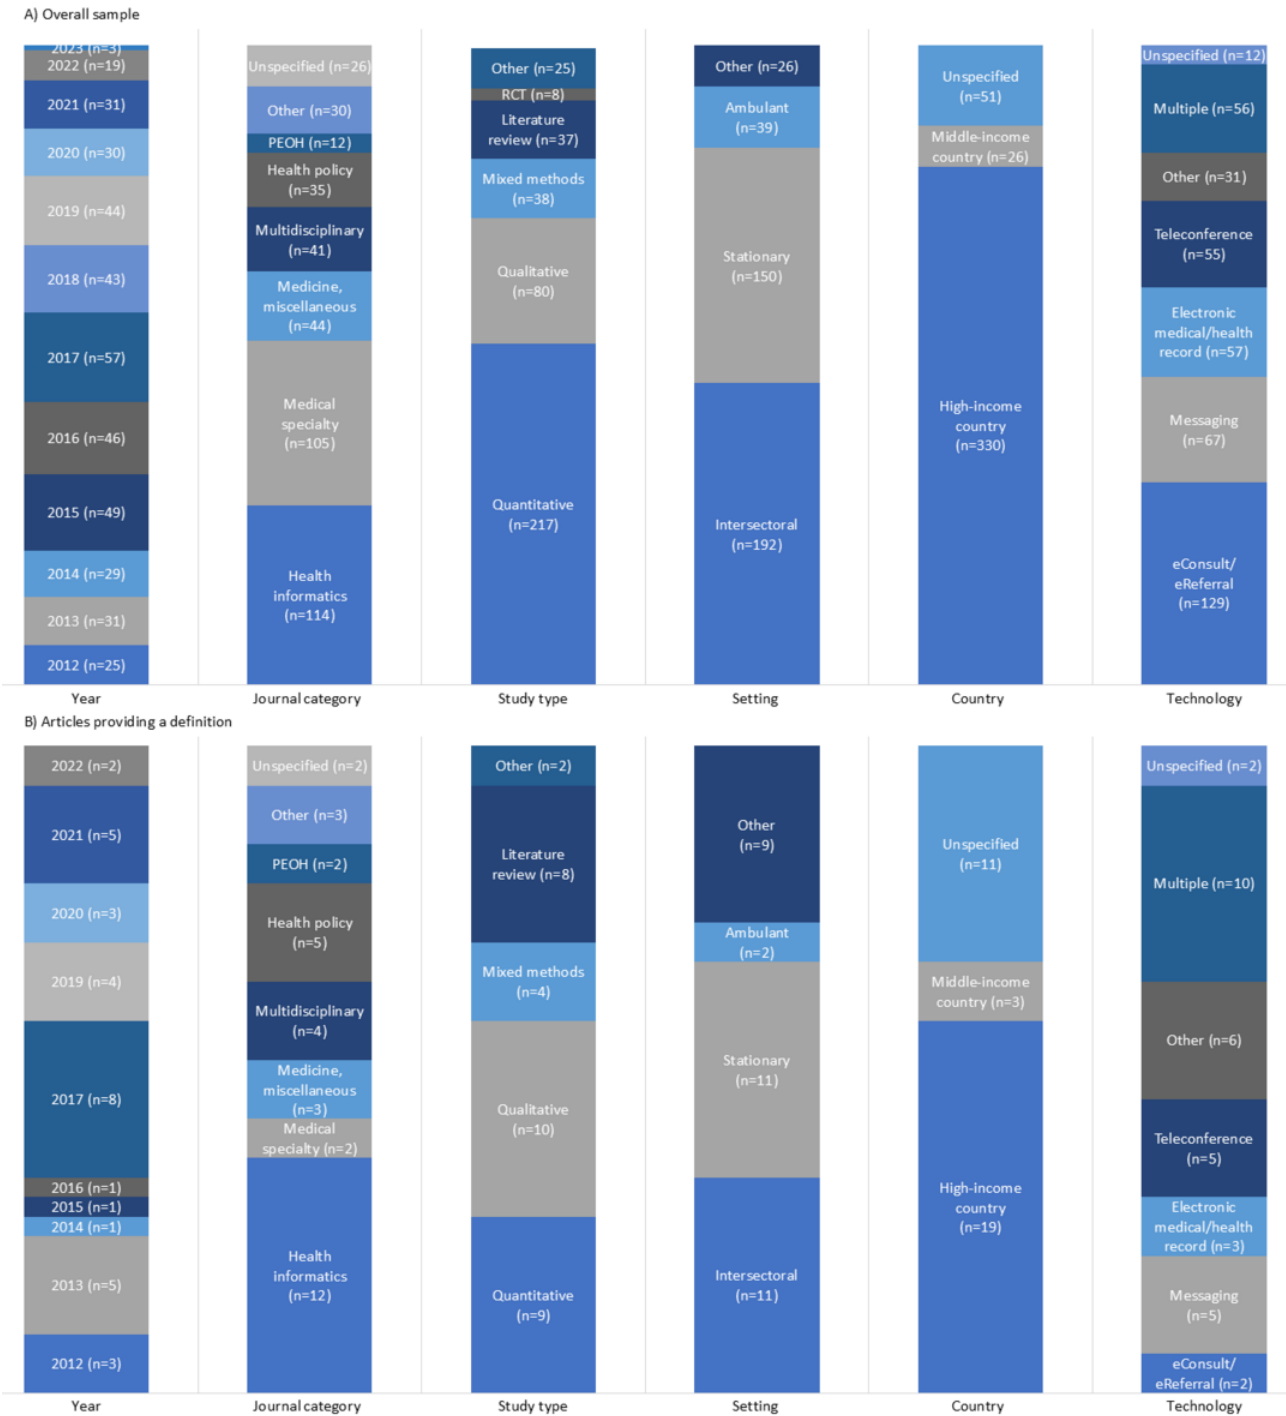 A) Overall sample
2023 (n=3)
2022 (n=19)
2021 (n=31)
2020 (n=30)
2019 (n=44)
2018 (n=43)
2017 (n=57)
2016 (n=46)
2015 (n=49)
2014 (n=29)
2013 (n=31)
2012 (n=25)
Year
Unspecified (n=26)
Other (n=30)
PEOH (n=12)
Health policy
(n=35)
Multidisciplinary
(n=41)
Medicine,
miscellaneous
(n=44)
Medical
specialty
(n=105)
Health
informatics
(n=114)
Journal category
Other (n=25)
RCT (n=8)
Literature
review (n=37)
Mixed methods
(n=38)
Qualitative
(n=80)
Quantitative
(n=217)
Study type
Other (n=26)
Ambulant
(n=39)
Stationary
(n=150)
Intersectoral
(n=192)
Setting
Unspecified
(n=51)
Middle-income
country (n=26)
High-income
country
(n=330)
Country
Unspecified (n=12)
Multiple (n=56)
Other (n=31)
Teleconference
(n=55)
Electronic
medical/health
record (n=57)
Messaging
(n=67)
eConsult/
eReferral
(n=129)
Technology
B) Articles providing a definition
2022 (n=2)
2021 (n=5)
2020 (n=3)
2019 (n=4)
2017 (n=8)
2016 (n=1)
2015 (n=1)
2014 (n=1)
2013 (n=5)
2012 (n=3)
Year
Unspecified (n=2)
Other (n=3)
PEOH (n=2)
Health policy
(n=5)
Multidisciplinary
(n=4)
Medicine,
miscellaneous
(n=3)
Medical
specialty (n=2)
Health
informatics
(n=12)
Journal category
Other (n=2)
Literature
review (n=8)
Mixed methods
(n=4)
Qualitative
(n=10)
Quantitative
(n=9)
Study type
Other
(n=9)
Ambulant
(n=2)
Stationary
(n=11)
Intersectoral
(n=11)
Setting
Unspecified
(n=11)
Middle-income
country (n=3)
High-income
country
(n=19)
Country
Unspecified (n=2)
Multiple (n=10)
Other (n=6)
Teleconference
(n=5)
Electronic
medical/health
record (n=3)
Messaging
(n=5)
eConsult/
eReferral (n=2)
Technology